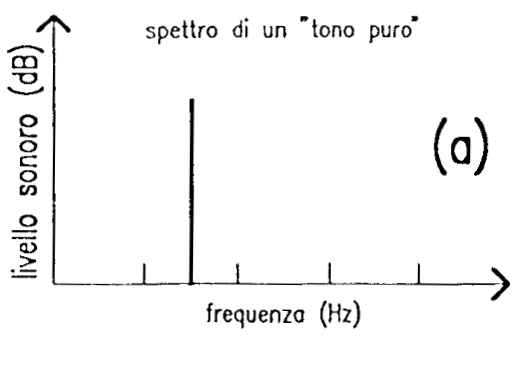 spettro di un "tono puro"
livello sonoro (dB)
(a)
frequenza (Hz)